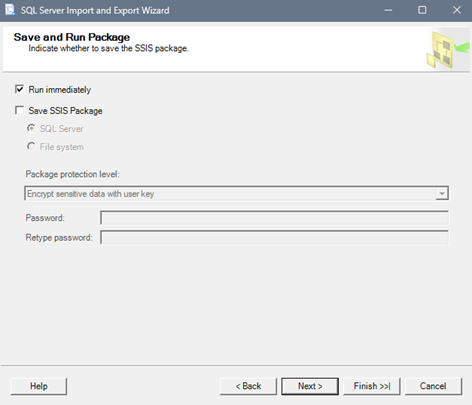 SQL Server Import and Export Wizard
Save and Run Package
Indicate whether to save the SSIS package.
Run immediately
Save SSIS Package
SQL Server
File system
Package protection level:
Encrypt sensitive data with user key
Password:
Retype password:
Help
< Back
Next >
Finish >>|
Cancel